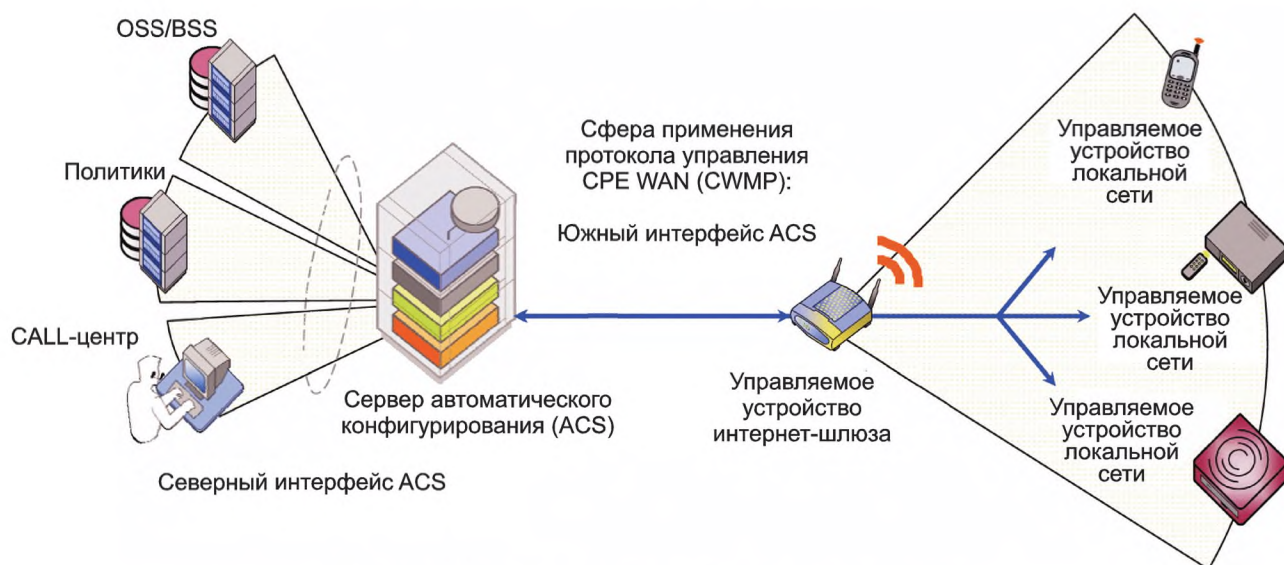 OSS/BSS
Политики
CALL-центр
Сервер автоматического
конфигурирования (ACS)
Северный интерфейс ACS
Сфера применения
протокола управления
CPE WAN (CWMP):
Южный интерфейс ACS
Управляемое
устройство
интернет-шлюза
Управляемое
устройство
локальной
сети
Управляемое
устройство
локальной
сети
Управляемое
устройство
локальной
сети